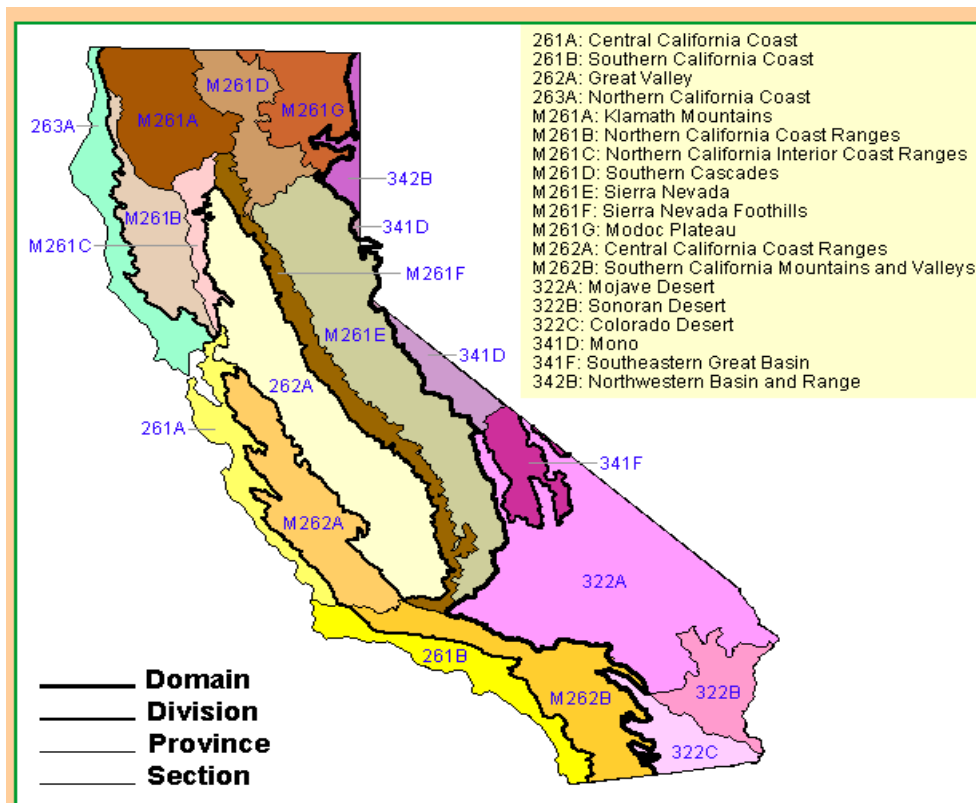 261A: Central California Coast
261B: Southern California Coast
262A: Great Valley
263A: Northern California Coast
M261A: Klamath Mountains
M261B: Northern California Coast Ranges
M261C: Northern California Interior Coast Ranges
M261D: Southern Cascades
M261E: Sierra Nevada
M261F: Sierra Nevada Foothills
M261G: Modoc Plateau
M262A: Central California Coast Ranges
M262B: Southern California Mountains and Valleys
322A: Mojave Desert
322B: Sonoran Desert
322C: Colorado Desert
341D: Mono
341F: Southeastern Great Basin
342B: Northwestern Basin and Range
M261D
M261G
263A
M261A
342B
M261B
341D
M261C
M261F
M261E
341D
262A
261A
341F
M262A
322A
261B
M262B
322B
322C
Domain
Division
Province
Section